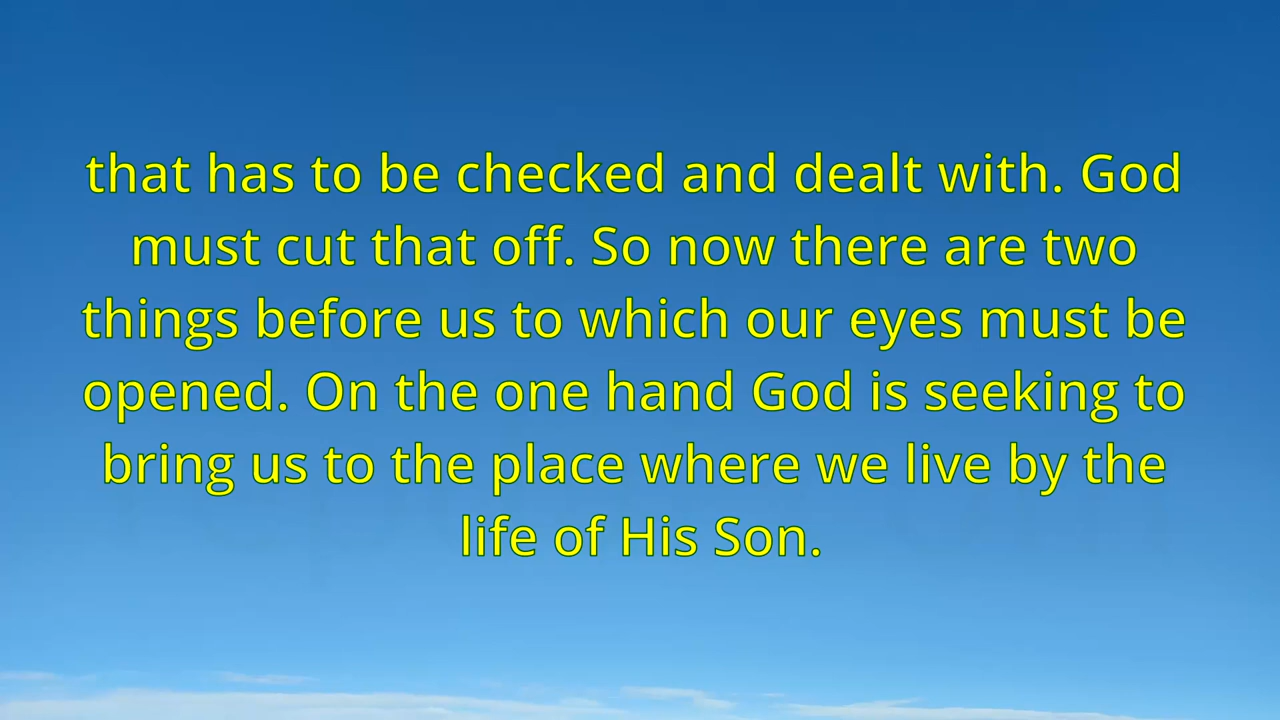 that has to be checked and dealt with. God
must cut that off. So now there are two
things before us to which our eyes must be
opened. On the one hand God is seeking to
bring us to the place where we live by the
life of His Son.